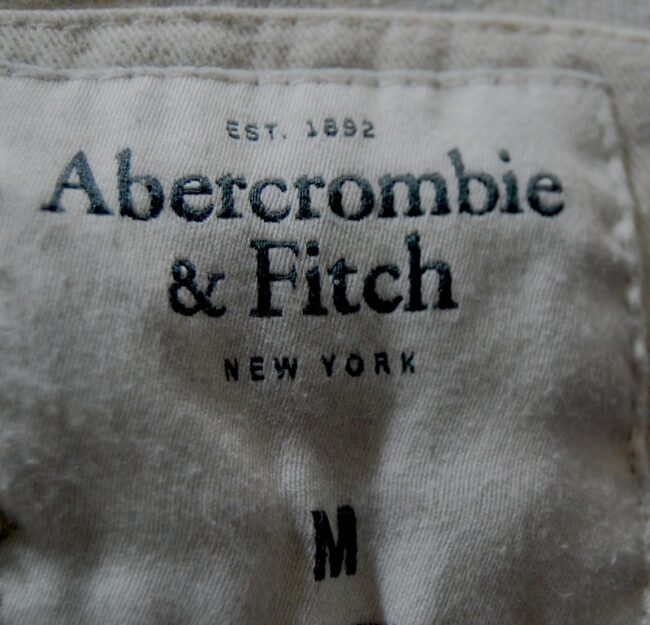 EST. 1892
Abercrombie
& Fitch
NEW YORK
M